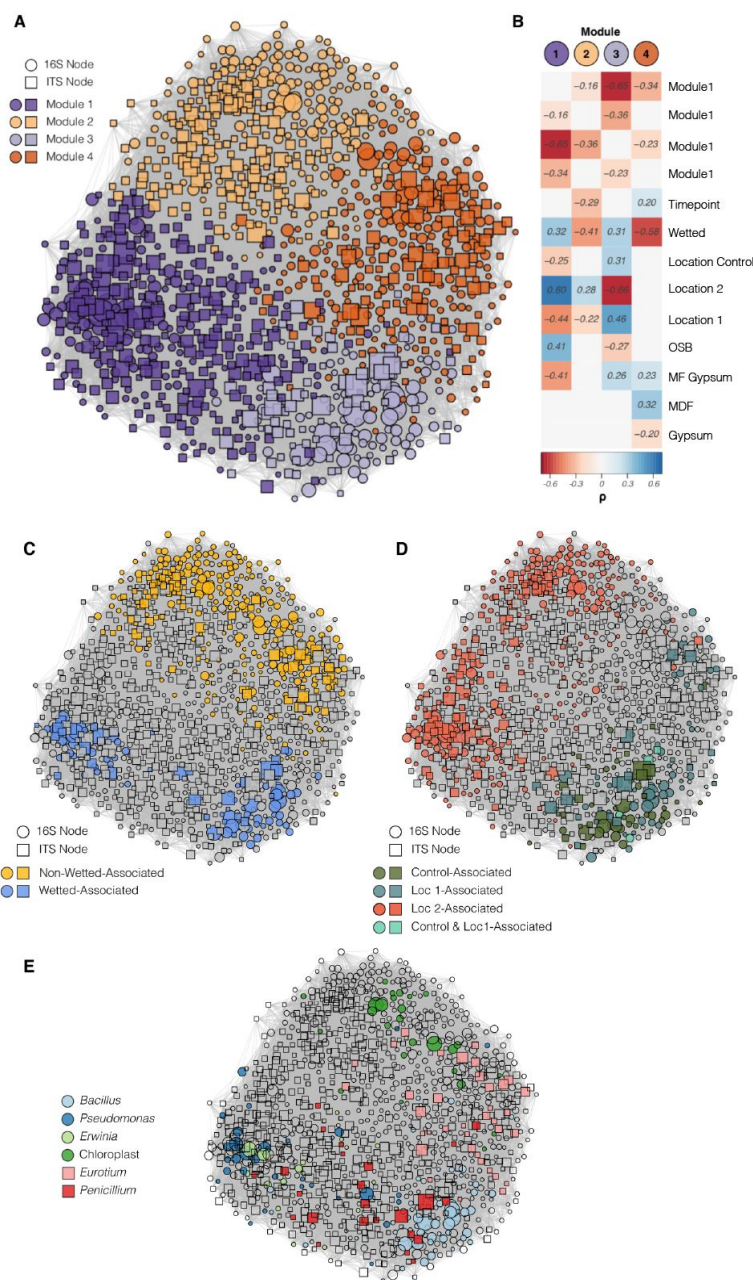 A
16S Node
ITS Node
Module 1
Module 2
Module 3
Module 4
B
Module
1 2 3 4
-0.16 -0.65 -0.34 Module1
-0.16 -0.36 Module1
-0.65 -0.36 -0.23 Module1
-0.34 -0.23 Module1
-0.29 0.20 Timepoint
0.32 -0.41 0.31 -0.58 Wetted
-0.25 0.31 Location Control
0.60 0.28 -0.66 Location 2
-0.44 -0.22 0.46 Location 1
0.41 -0.27 OSB
-0.41 0.26 0.23 MF Gypsum
0.32 MDF
-0.20 Gypsum
-0.6 -0.3 0 0.3 0.6
ρ
C
16S Node
ITS Node
Non-Wetted-Associated
Wetted-Associated
D
16S Node
ITS Node
Control-Associated
Loc 1-Associated
Loc 2-Associated
Control & Loc1-Associated
E
Bacillus
Pseudomonas
Erwinia
Chloroplast
Eurotium
Penicillium